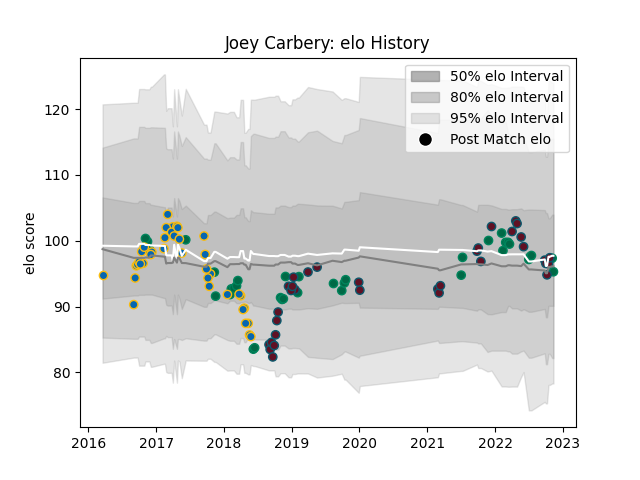 Joey Carbery: elo History
50% elo Interval
80% elo Interval
95% elo Interval
Post Match elo
elo score
120
110
100
90
80
2016 2017 2018 2019 2020 2021 2022 2023